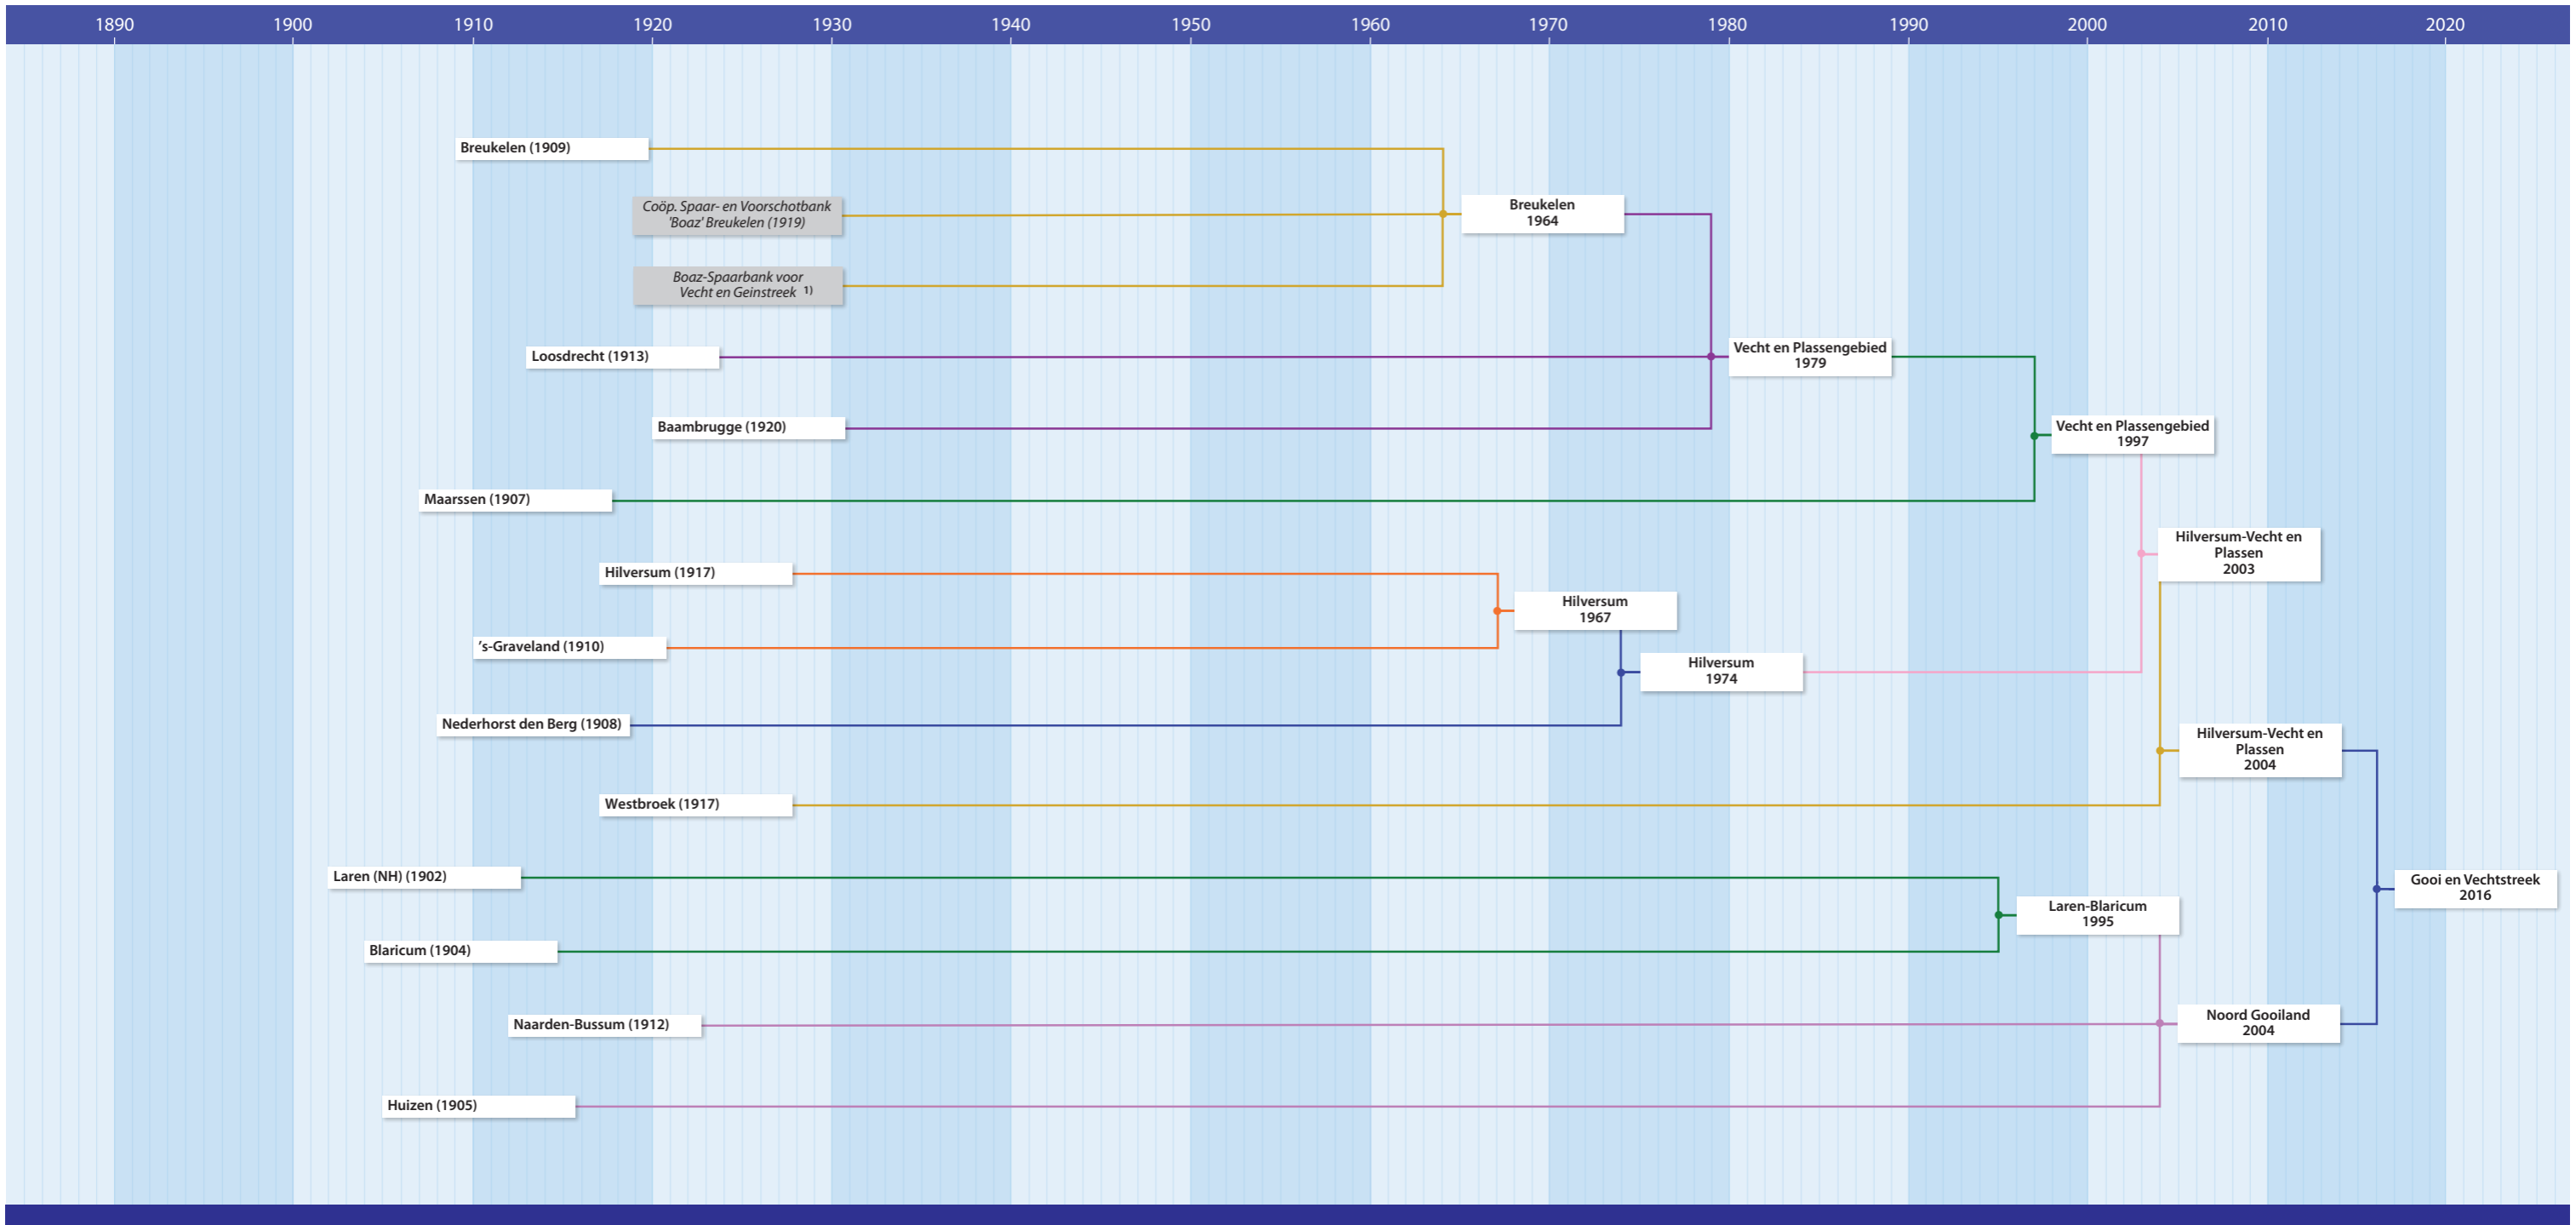 1890 1900 1910 1920 1930 1940 1950 1960 1970 1980 1990 2000 2010 2020
Breukelen (1909)
Coöp. Spaar- en Voorschotbank
'Boaz' Breukelen (1919)
Breukelen
1964
Boaz-Spaarbank voor
Vecht en Geinstreek 1)
Loosdrecht (1913)
Vecht en Plassengebied
1979
Baambrugge (1920)
Vecht en Plassengebied
1997
Maarssen (1907)
Hilversum-Vecht en
Plassen
2003
Hilversum (1917)
Hilversum
1967
's-Graveland (1910)
Hilversum
1974
Nederhorst den Berg (1908)
Hilversum-Vecht en
Plassen
2004
Westbroek (1917)
Laren (NH) (1902)
Gooi en Vechtstreek
2016
Laren-Blaricum
1995
Blaricum (1904)
Naarden-Bussum (1912)
Noord Gooiland
2004
Huizen (1905)